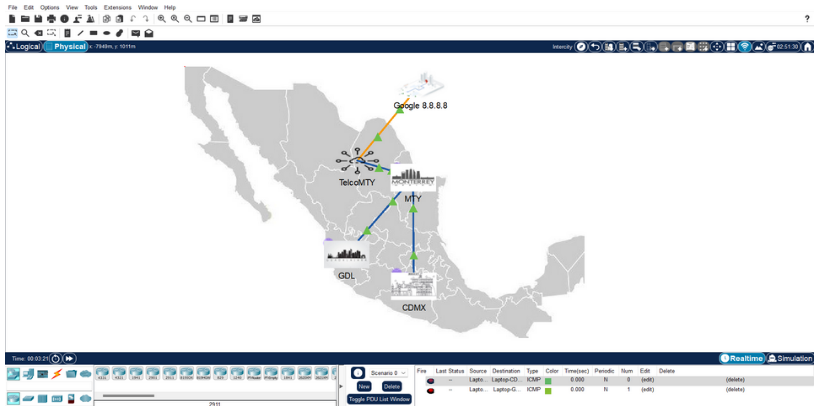 File Edit Options View Tools Extensions Window Help
?
Logical Physical x: -7948m, y: 1011m Intercity 02:51:30
Google 8.8.8.8
TelcoMTY
MONTERREY
MTY
GDL
CDMX
Time: 00:03:21 Realtime Simulation
Scenario 0
New Delete
Toggle PDU List Window
Fire Last Status Source Destination Type Color Time(sec) Periodic Num Edit Delete
-- Lapto... Laptop-CD... ICMP 0.000 N 0 (edit) (delete)
-- Lapto... Laptop-G... ICMP 0.000 N 1 (edit) (delete)
2911